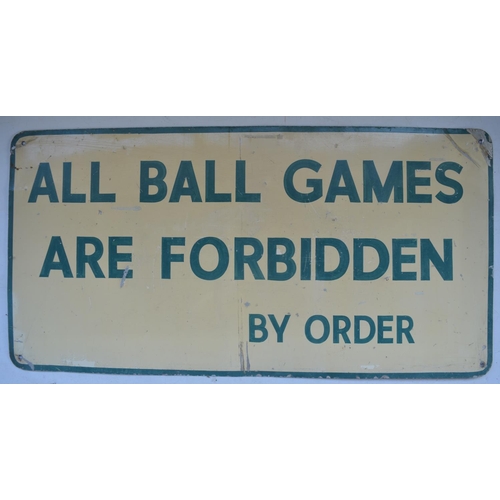 ALL BALL GAMES
ARE FORBIDDEN
BY ORDER